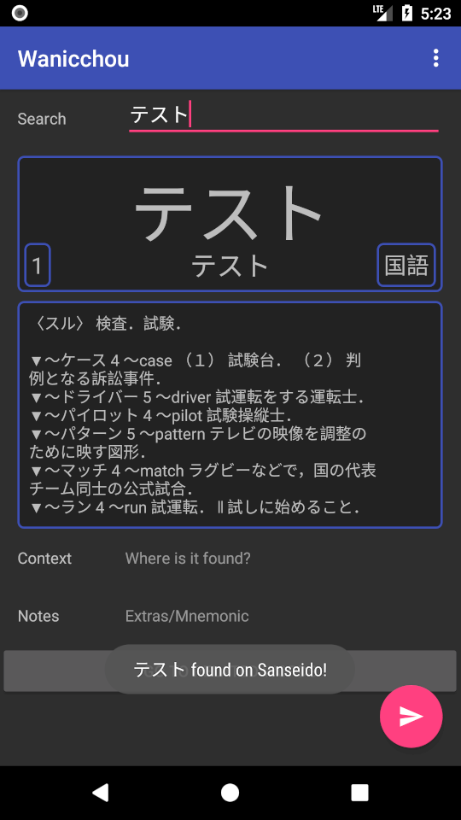 LTE 5:23
Wanicchou
Search テスト
テスト
1 テスト 国語
〈スル〉 検査．試験．
▼～ケース 4 ～case （１） 試験台． （２） 判
例となる訴訟事件．
▼～ドライバー 5 ～driver 試運転をする運転士．
▼～パイロット 4 ～pilot 試験操縦士．
▼～パターン 5 ～pattern テレビの映像を調整の
ために映す図形．
▼～マッチ 4 ～match ラグビーなどで，国の代表
チーム同士の公式試合．
▼～ラン 4 ～run 試運転． ‖ 試しに始めること．
Context Where is it found?
Notes Extras/Mnemonic
テスト found on Sanseido!